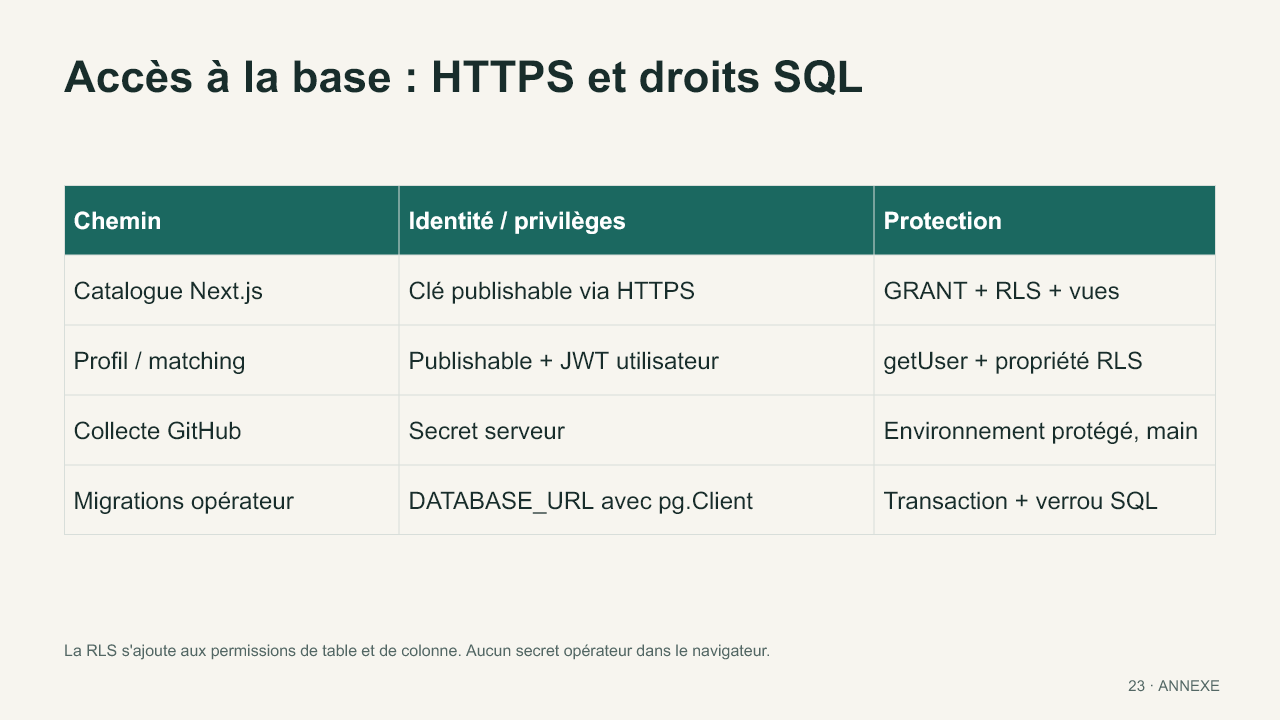 Accès à la base : HTTPS et droits SQL
Chemin Identité / privilèges Protection
Catalogue Next.js Clé publishable via HTTPS GRANT + RLS + vues
Profil / matching Publishable + JWT utilisateur getUser + propriété RLS
Collecte GitHub Secret serveur Environnement protégé, main
Migrations opérateur DATABASE_URL avec pg.Client Transaction + verrou SQL
La RLS s'ajoute aux permissions de table et de colonne. Aucun secret opérateur dans le navigateur.
23 · ANNEXE